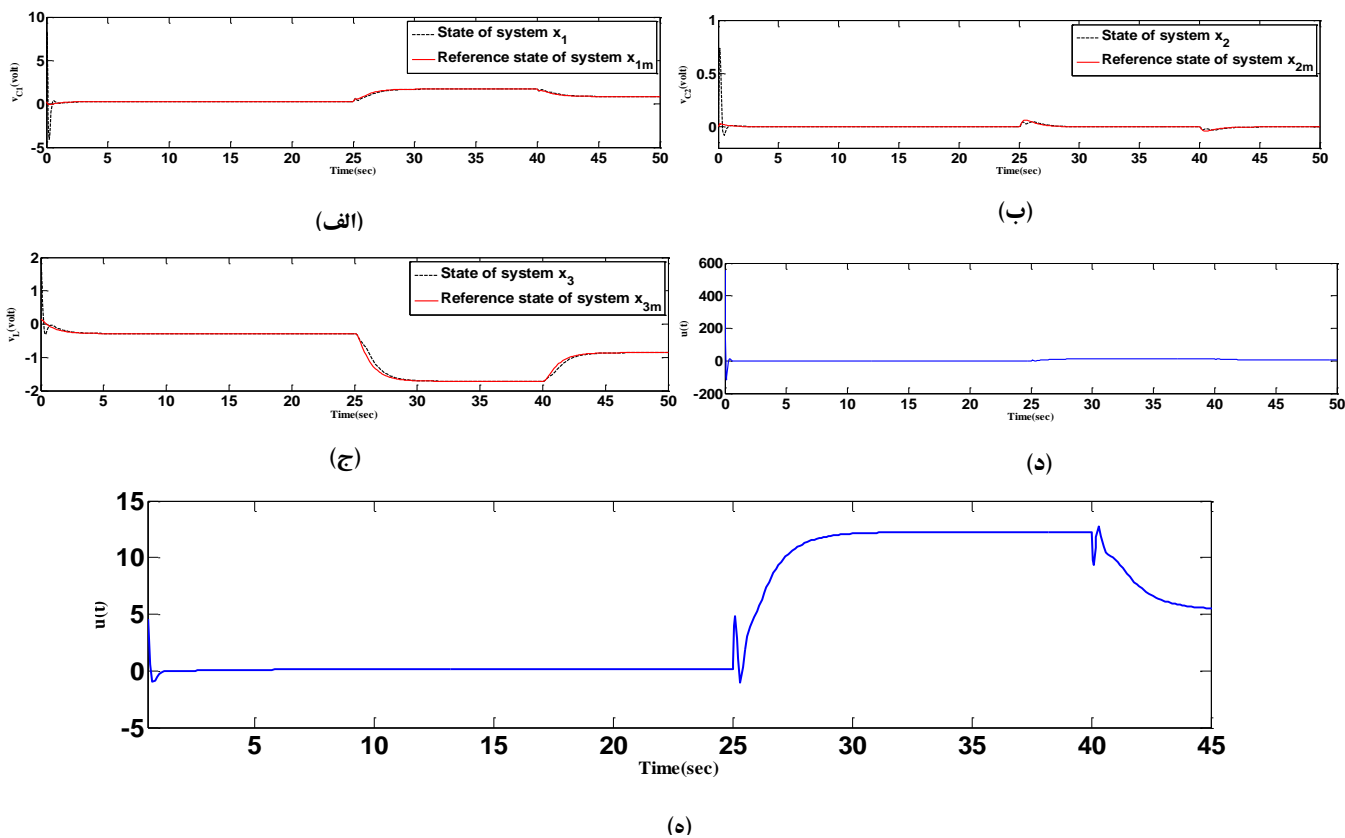 10
5
0
-5
v_C1(volt)
State of system x_1
Reference state of system x_1m
0 5 10 15 20 25 30 35 40 45 50
Time(sec)
(الف)
1
0.5
0
v_C2(volt)
State of system x_2
Reference state of system x_2m
0 5 10 15 20 25 30 35 40 45 50
Time(sec)
(ب)
2
1
0
-1
-2
v_L(volt)
State of system x_3
Reference state of system x_3m
0 5 10 15 20 25 30 35 40 45 50
Time(sec)
(ج)
600
400
200
0
-200
u(t)
0 5 10 15 20 25 30 35 40 45 50
Time(sec)
(د)
15
10
5
0
-5
u(t)
5 10 15 20 25 30 35 40 45
Time(sec)
(ه)